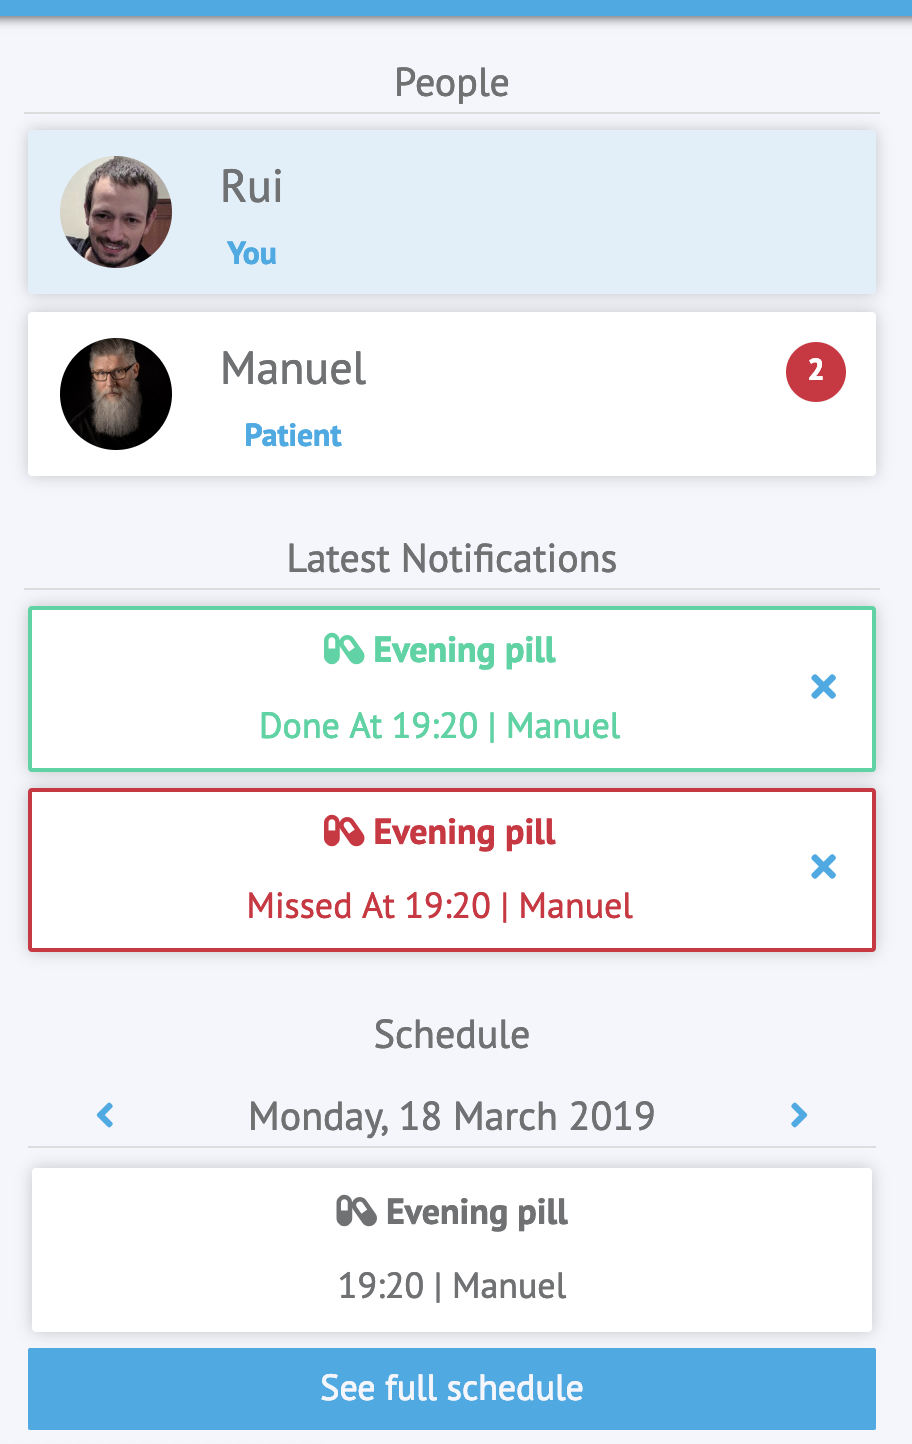 People
Rui
You
Manuel
2
Patient
Latest Notifications
Evening pill
Done At 19:20 | Manuel
Evening pill
Missed At 19:20 | Manuel
Schedule
Monday, 18 March 2019
Evening pill
19:20 | Manuel
See full schedule